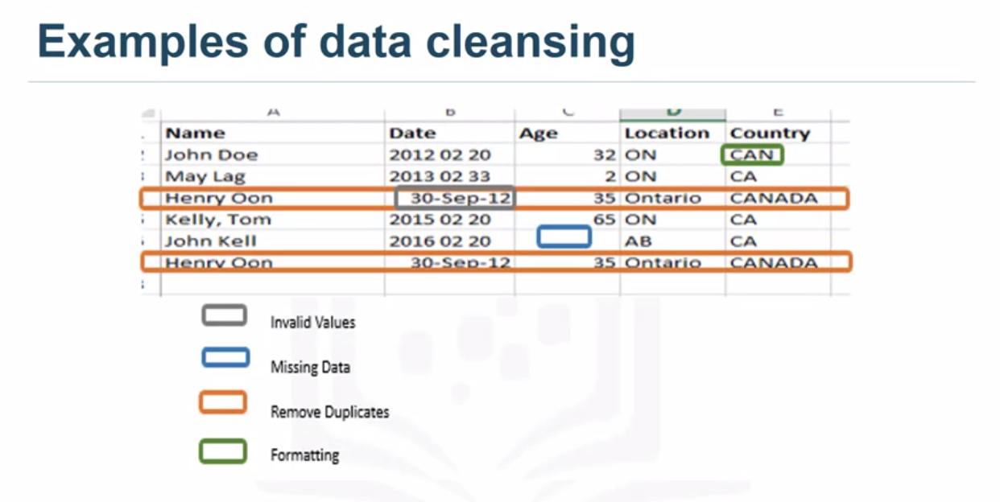 Examples of data cleansing
Name Date Age Location Country
John Doe 2012 02 20 32 ON CAN
May Lag 2013 02 33 2 ON CA
Henry Oon 30-Sep-12 35 Ontario CANADA
Kelly, Tom 2015 02 20 65 ON CA
John Kell 2016 02 20 AB CA
Henry Oon 30-Sep-12 35 Ontario CANADA
Invalid Values
Missing Data
Remove Duplicates
Formatting